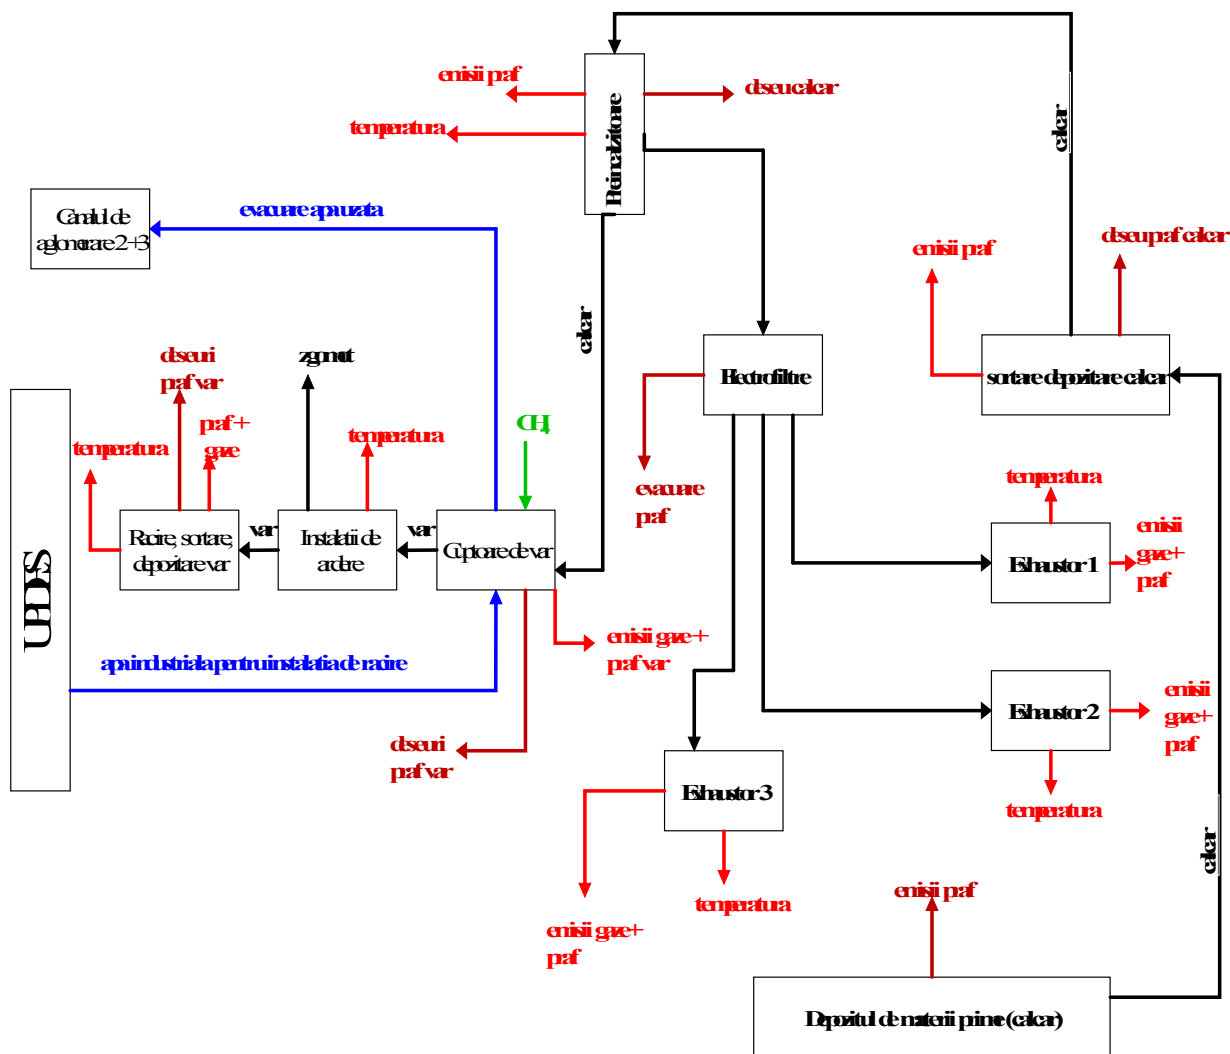 emisii praf
deseu calcar
temperatura
Preincalzitoare
calcar
Canalul de
aglomerare 2+3
evacuare apa uzata
emisii praf
deseu praf calcar
calcar
deseuri
praf var
zgomot
Electrofiltre
sortare depozitare calcar
praf +
gaze
temperatura
temperatura
CH4
evacuare
praf
temperatura
Racire, sortare,
depozitare var
var
Instalatii de
ardere
var
Cuptoare de var
Exhaustor 1
emisii
gaze +
praf
UPDS
emisii gaze +
praf var
apa industriala pentru instalatia de racire
Exhaustor 2
emisii
gaze +
praf
deseuri
praf var
Exhaustor 3
temperatura
calcar
emisii praf
temperatura
emisii gaze +
praf
Depozitul de materii prime (calcar)